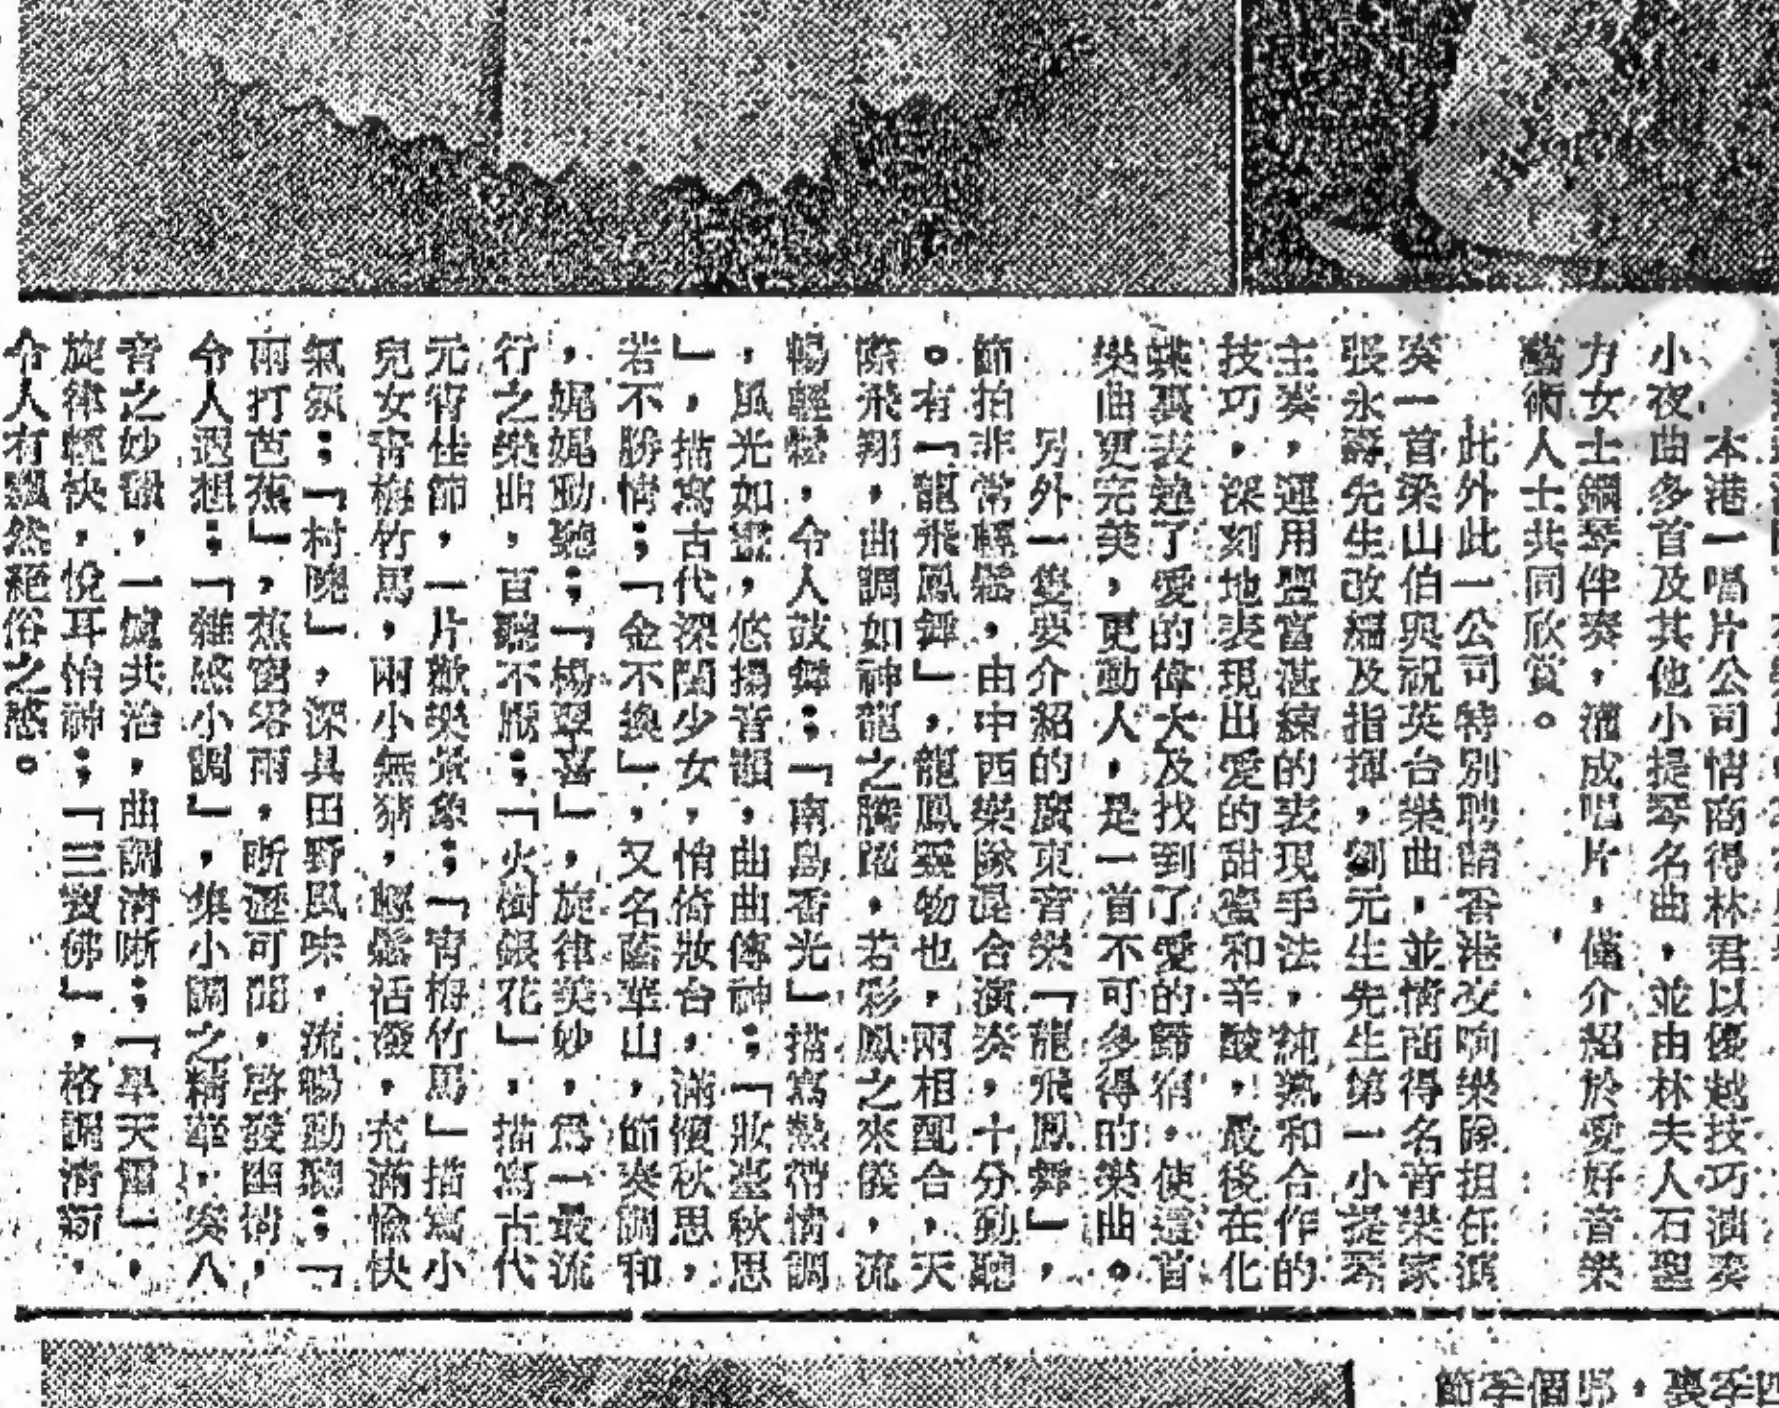 本港一唱片公司情商得林君以優越技巧演奏
小夜曲多首及其他小提琴名曲，並由林夫人石聖
力女士鋼琴伴奏，灌成唱片，僅介紹於愛好音樂
藝術人士共同欣賞。
此外此一公司特別聘請香港交响樂隊担任演
奏一首梁山伯與祝英台樂曲，並情商得名音樂家
張永壽先生改編及指揮，劉元生先生第一小提琴
主奏，運用豐富湛練的表現手法，純熟和合作的
技巧，深刻地表現出愛的甜蜜和辛酸，最後在化
蝶裏表達了愛的偉大及找到了愛的歸宿，使這首
樂曲更完美，更動人，是一首不可多得的樂曲。
另外一隻要介紹的廣東音樂「龍飛鳳舞」，
節拍非常輕鬆，由中西樂隊混合演奏，十分動聽
。有「龍飛鳳舞」，龍鳳靈物也，兩相配合，天
際飛翔，曲調如神龍之騰躍，若彩鳳之來儀，流
暢輕鬆，令人鼓舞；「南島香光」描寫熱帶情調
，風光如畫，悠揚音韻，曲曲傳神；「妝臺秋思
」，描寫古代深閨少女，情倚妝台，滿懷秋思，
若不勝情；「金不換」，又名蔭華山，節奏調和
，娓娓動聽；「楊翠喜」，旋律美妙，為一最流
行之樂曲，百聽不厭；「火樹銀花」，描寫古代
元宵佳節，一片歡樂景象；「青梅竹馬」描寫小
兒女青梅竹馬，兩小無猜，輕鬆活潑，充滿愉快
氣氛；「村曉」，深具田野風味，流暢動聽；「
雨打芭蕉」，蕉窗零雨，晰瀝可聞，啓發幽情，
令人遐想；「雜感小調」，集小調之精華，奏八
音之妙韻，一爐共冶，曲調清晰；「旱天雷」，
旋律輕快，悅耳怡神；「三寶佛」，格調清新，
令人有飄然絕俗之感。
四季裏，那個季節